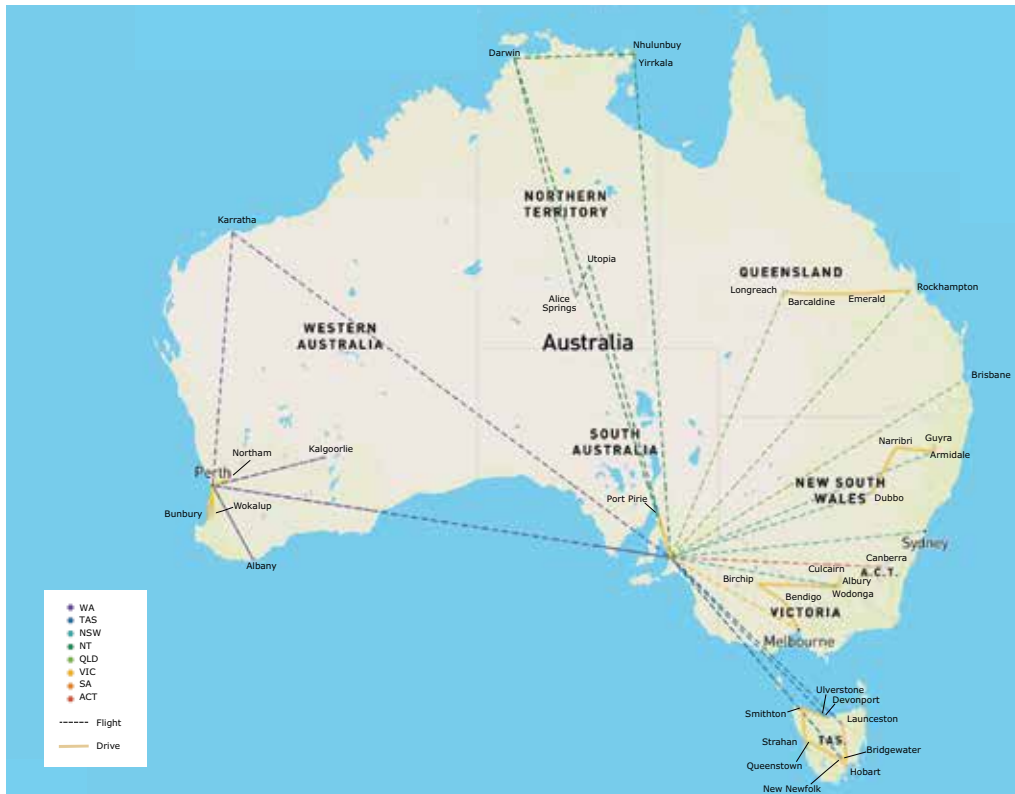 Darwin
Nhulunbuy
Yirrkala
NORTHERN
TERRITORY
Karratha
Utopia
Alice
Springs
QUEENSLAND
Longreach
Barcaldine
Emerald
Rockhampton
WESTERN
AUSTRALIA
Australia
Brisbane
SOUTH
AUSTRALIA
Northam
Kalgoorlie
Perth
Narribri
Guyra
Armidale
NEW SOUTH
WALES
Dubbo
Port Pirie
Bunbury
Wokalup
Albany
Sydney
Canberra
A.C.T.
Culcairn
Birchip
Albury
Wodonga
Bendigo
VICTORIA
Melbourne
WA
TAS
NSW
NT
QLD
VIC
SA
ACT
Flight
Drive
Ulverstone
Devonport
Smithton
Launceston
TAS.
Strahan
Bridgewater
Queenstown
Hobart
New Newfolk